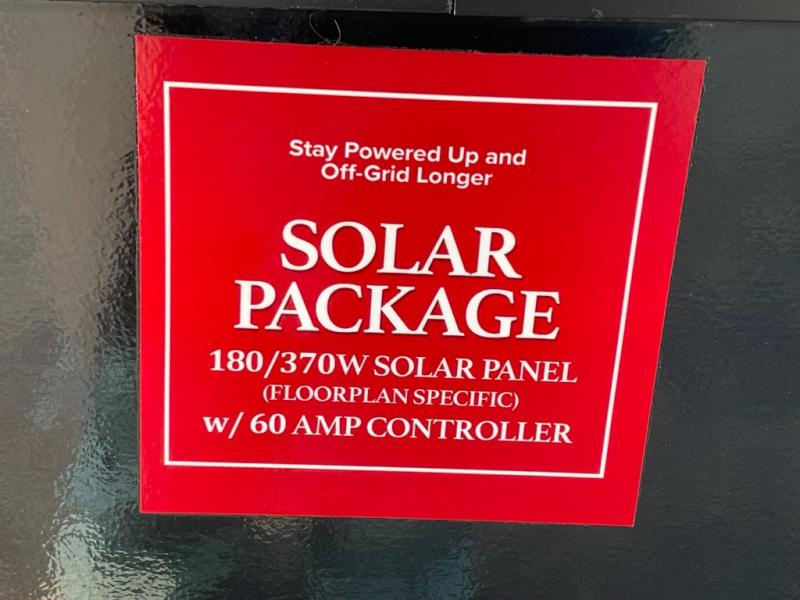 Stay Powered Up and
Off-Grid Longer
SOLAR
PACKAGE
180/370W SOLAR PANEL
(FLOORPLAN SPECIFIC)
w/ 60 AMP CONTROLLER